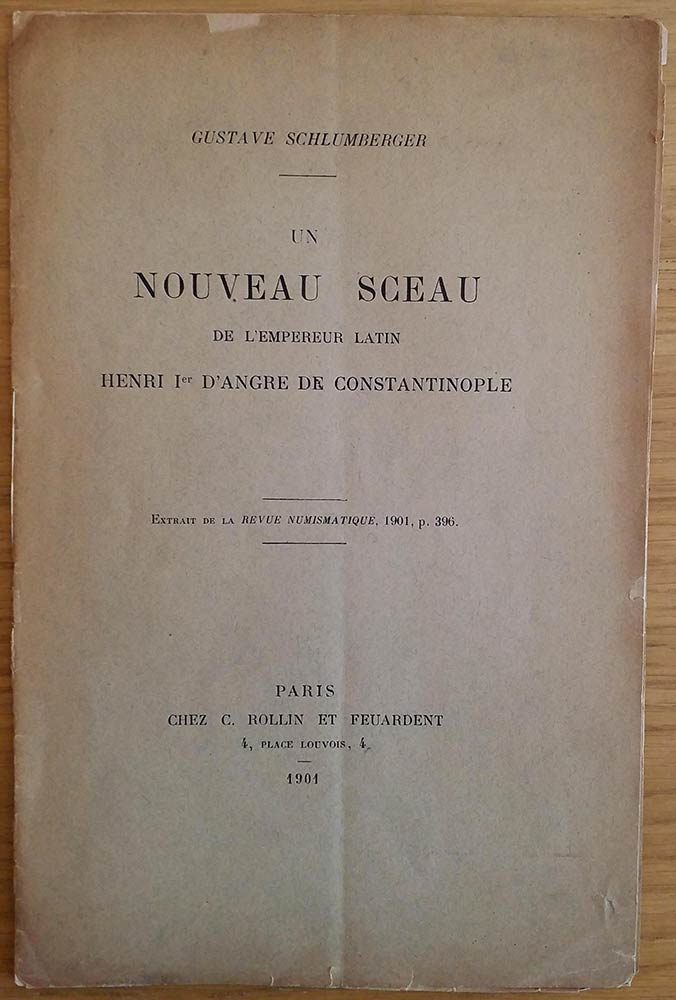 GUSTAVE SCHLUMBERGER
UN
NOUVEAU SCEAU
DE L'EMPEREUR LATIN
HENRI Ier D'ANGRE DE CONSTANTINOPLE
EXTRAIT DE LA REVUE NUMISMATIQUE, 1901, p. 396.
PARIS
CHEZ C. ROLLIN ET FEUARDENT
4, PLACE LOUVOIS, 4
1901